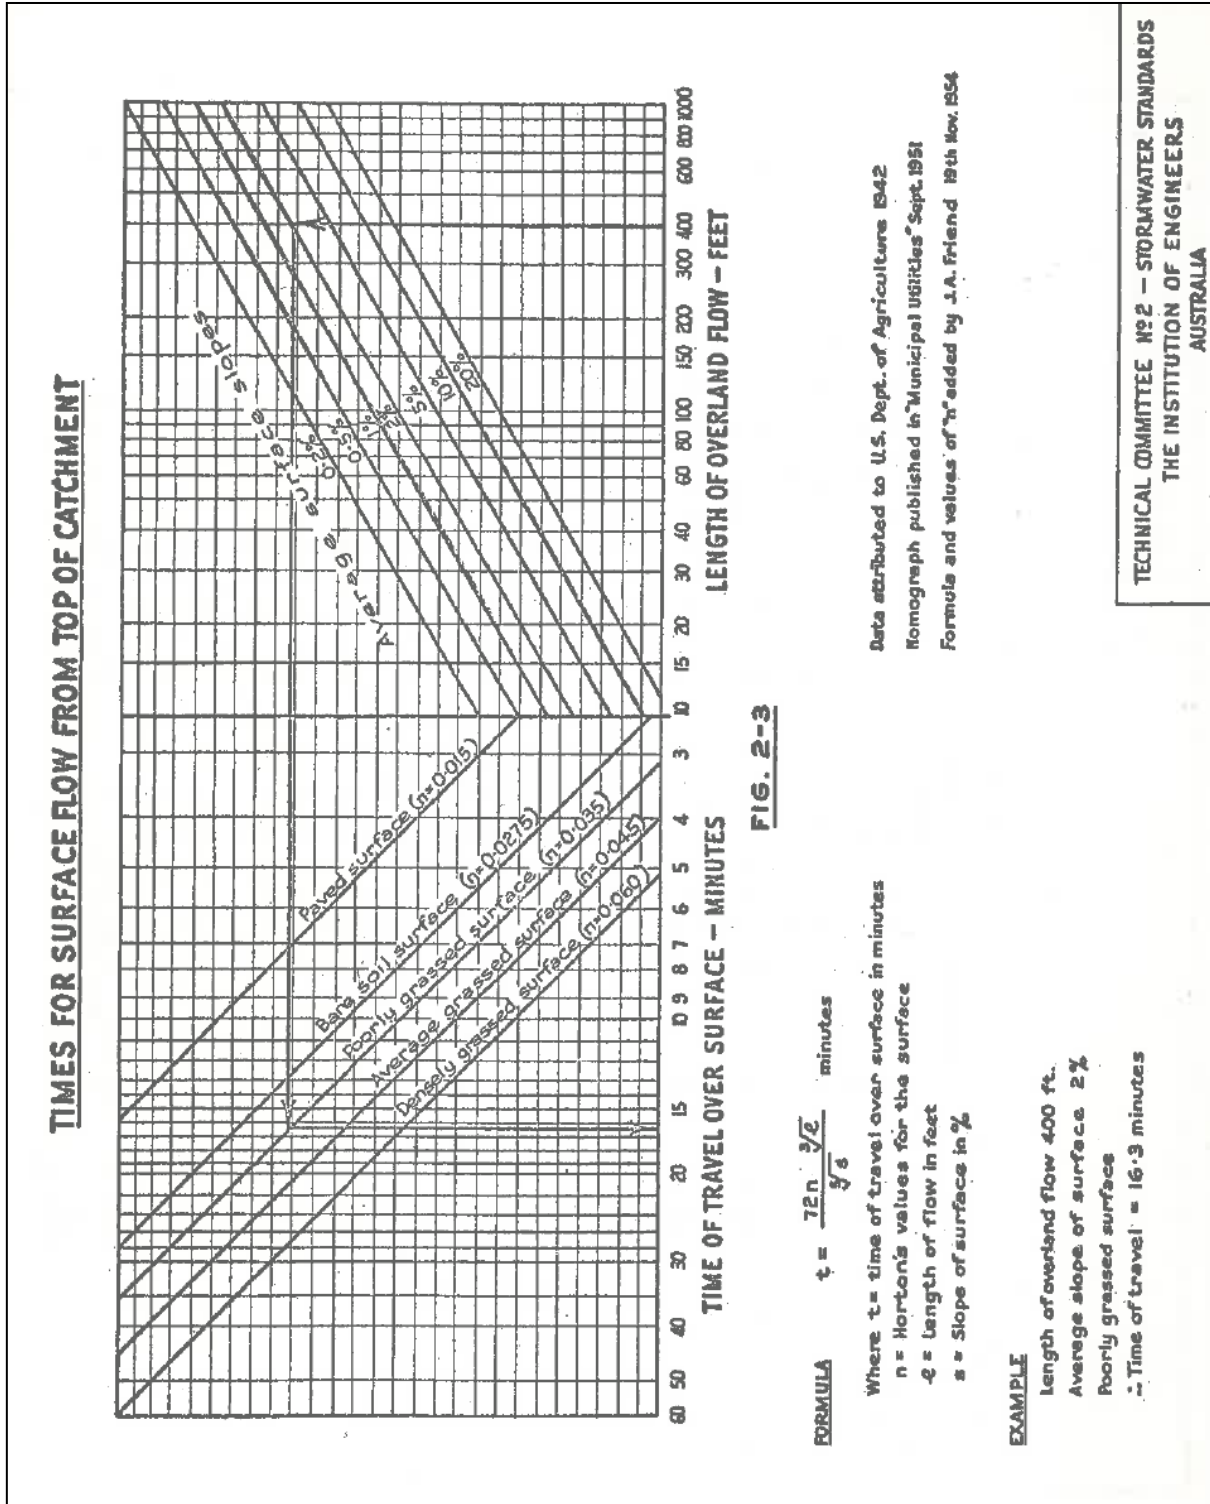 TIMES FOR SURFACE FLOW FROM TOP OF CATCHMENT
Average surface slopes
0.2%
0.5%
1%
2%
5%
10%
20%
Paved surface (n=0.015)
Bare soil surface (n=0.0275)
Poorly grassed surface (n=0.035)
Average grassed surface (n=0.045)
Densely grassed surface (n=0.060)
60 50 40 30 20 15 10 9 8 7 6 5 4 3 10 15 20 30 40 60 80 100 150 200 300 400 600 800 1000
TIME OF TRAVEL OVER SURFACE – MINUTES
LENGTH OF OVERLAND FLOW – FEET
FIG. 2-3
FORMULA t = 72n ∛ℓ / ⁵√s minutes
Where t = time of travel over surface in minutes
n = Horton's values for the surface
ℓ = Length of flow in feet
s = Slope of surface in %
EXAMPLE
Length of overland flow 400 ft.
Average slope of surface 2%
Poorly grassed surface
∴ Time of travel = 16·3 minutes
Data attributed to U.S. Dept. of Agriculture 1942
Nomograph published in "Municipal Utilities" Sept. 1951
Formula and values of "n" added by J.A. Friend 19th Nov. 1954
TECHNICAL COMMITTEE Nº 2 – STORMWATER STANDARDS
THE INSTITUTION OF ENGINEERS
AUSTRALIA